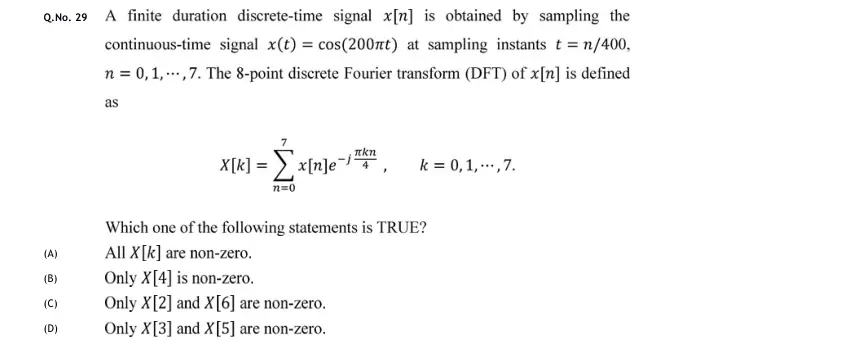 Q.No. 29 A finite duration discrete-time signal x[n] is obtained by sampling the
continuous-time signal x(t) = cos(200πt) at sampling instants t = n/400,
n = 0, 1, ⋯, 7. The 8-point discrete Fourier transform (DFT) of x[n] is defined
as
X[k] = ∑_{n=0}^{7} x[n]e^{-j\frac{πkn}{4}}, k = 0, 1, ⋯, 7.
Which one of the following statements is TRUE?
(A) All X[k] are non-zero.
(B) Only X[4] is non-zero.
(C) Only X[2] and X[6] are non-zero.
(D) Only X[3] and X[5] are non-zero.